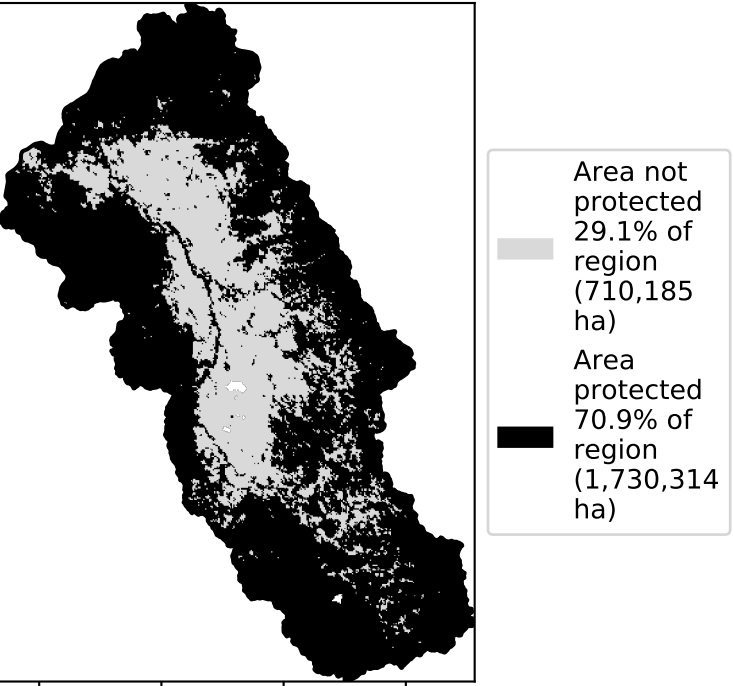 Area not
protected
29.1% of
region
(710,185
ha)
Area
protected
70.9% of
region
(1,730,314
ha)